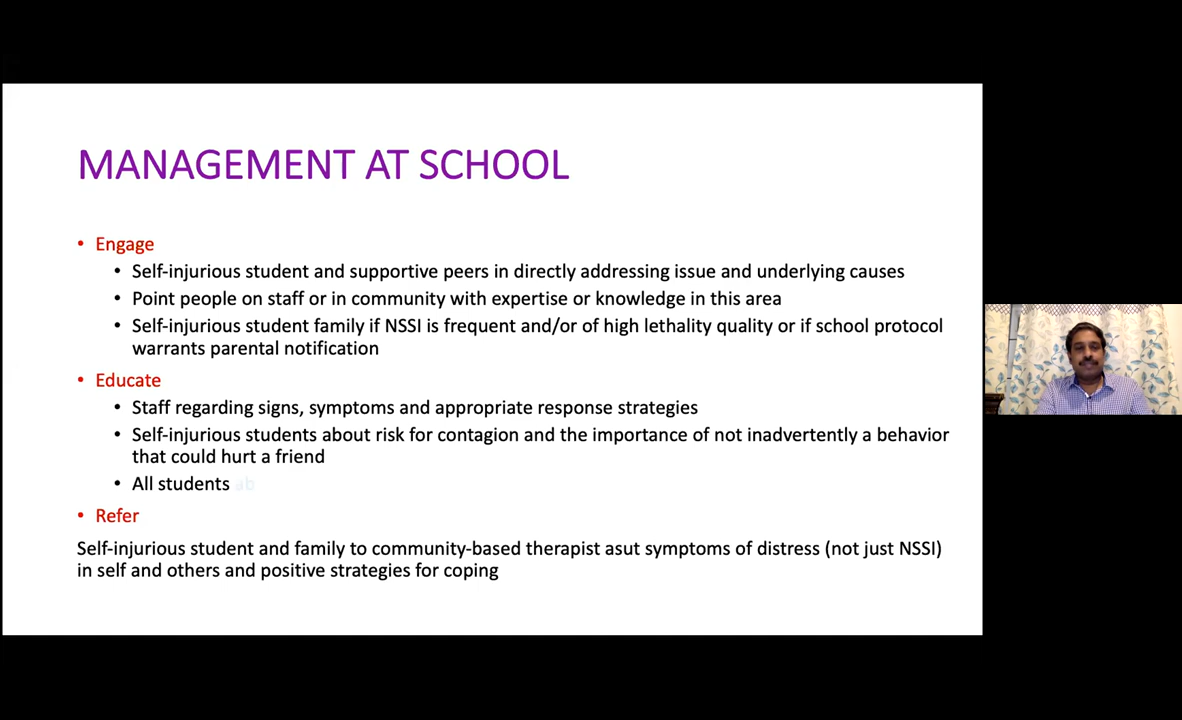 MANAGEMENT AT SCHOOL
• Engage
• Self-injurious student and supportive peers in directly addressing issue and underlying causes
• Point people on staff or in community with expertise or knowledge in this area
• Self-injurious student family if NSSI is frequent and/or of high lethality quality or if school protocol
warrants parental notification
• Educate
• Staff regarding signs, symptoms and appropriate response strategies
• Self-injurious students about risk for contagion and the importance of not inadvertently a behavior
that could hurt a friend
• All students ab
• Refer
Self-injurious student and family to community-based therapist asut symptoms of distress (not just NSSI)
in self and others and positive strategies for coping